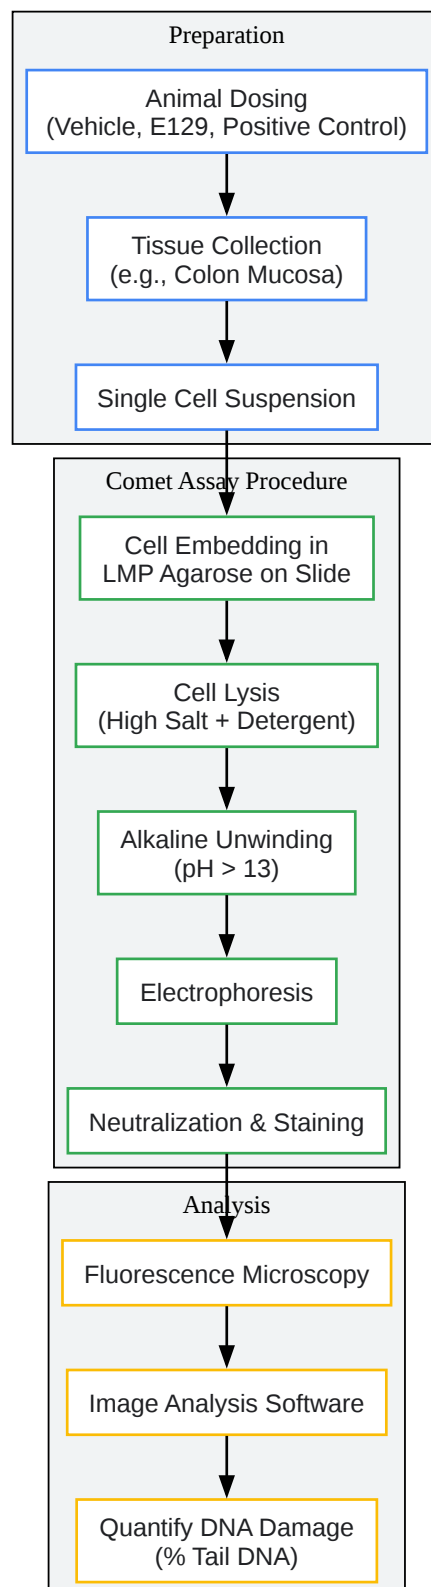 Preparation
Animal Dosing
(Vehicle, E129, Positive Control)
Tissue Collection
(e.g., Colon Mucosa)
Single Cell Suspension
Comet Assay Procedure
Cell Embedding in
LMP Agarose on Slide
Cell Lysis
(High Salt + Detergent)
Alkaline Unwinding
(pH > 13)
Electrophoresis
Neutralization & Staining
Analysis
Fluorescence Microscopy
Image Analysis Software
Quantify DNA Damage
(% Tail DNA)